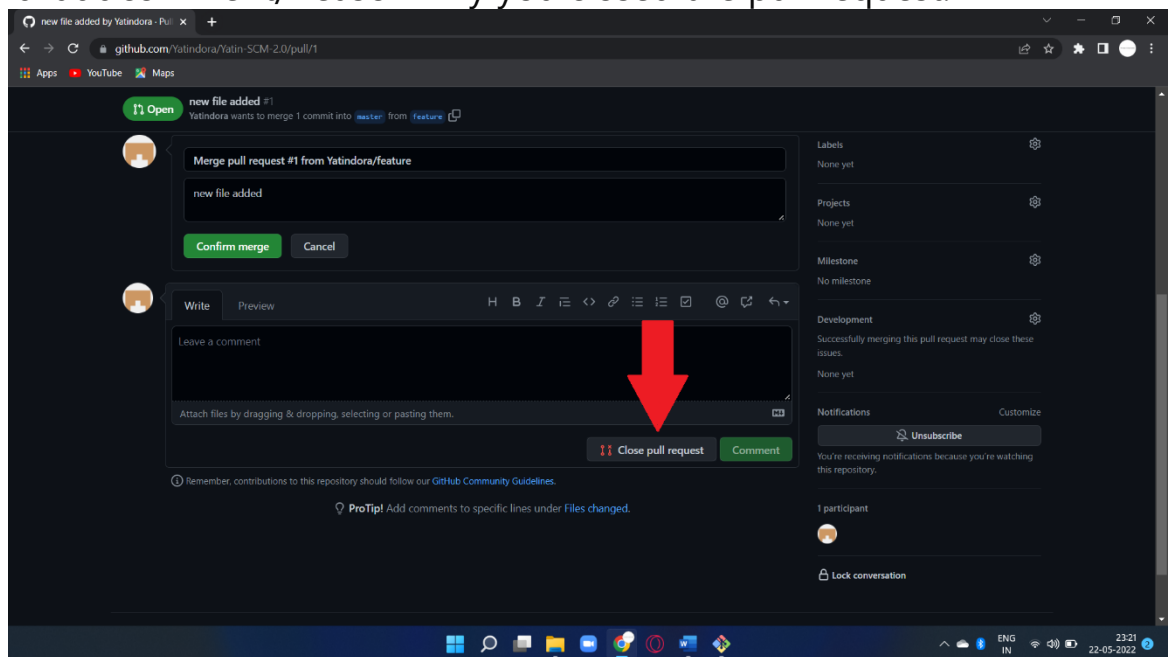 new file added by Yatindora · Pull
github.com/Yatindora/Yatin-SCM-2.0/pull/1
Apps YouTube Maps
Open
new file added #1
Yatindora wants to merge 1 commit into master from feature
Merge pull request #1 from Yatindora/feature
new file added
Confirm merge Cancel
Write Preview
Leave a comment
Attach files by dragging & dropping, selecting or pasting them.
Close pull request Comment
Remember, contributions to this repository should follow our GitHub Community Guidelines.
ProTip! Add comments to specific lines under Files changed.
Labels
None yet
Projects
None yet
Milestone
No milestone
Development
Successfully merging this pull request may close these
issues.
None yet
Notifications Customize
Unsubscribe
You're receiving notifications because you're watching
this repository.
1 participant
Lock conversation
ENG
IN
23:21
22-05-2022
2